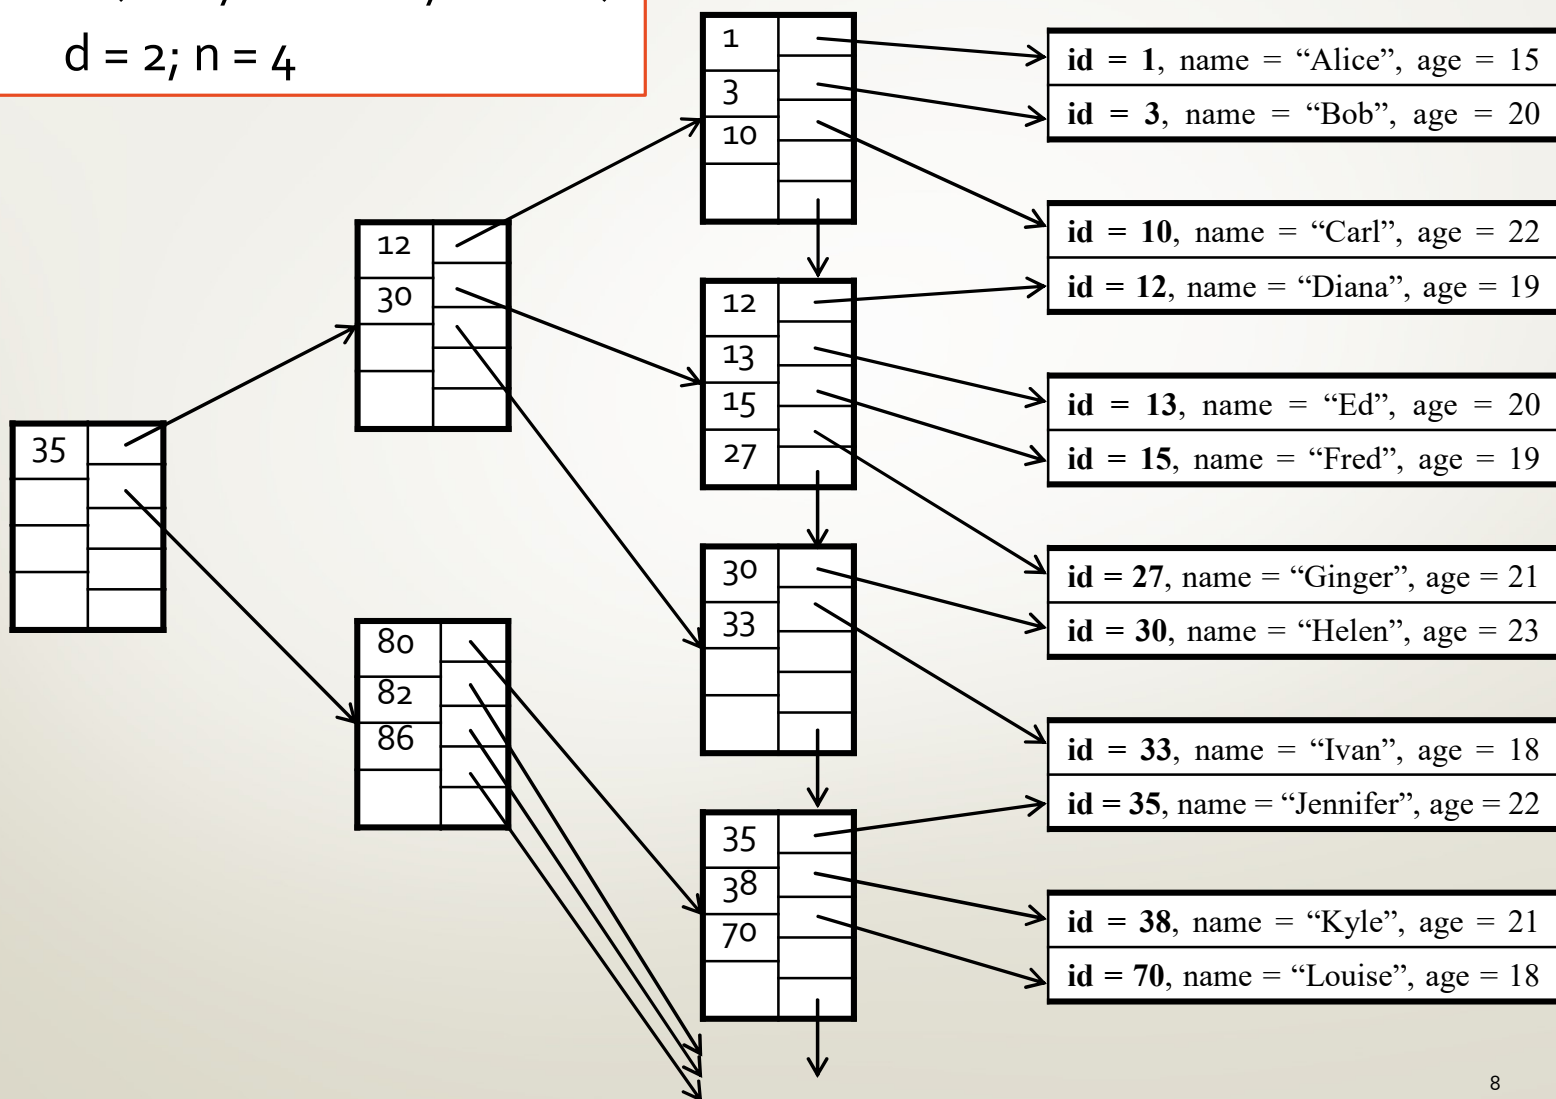 d = 2; n = 4
35
12
30
80
82
86
1
3
10
12
13
15
27
30
33
35
38
70
id = 1, name = “Alice”, age = 15
id = 3, name = “Bob”, age = 20
id = 10, name = “Carl”, age = 22
id = 12, name = “Diana”, age = 19
id = 13, name = “Ed”, age = 20
id = 15, name = “Fred”, age = 19
id = 27, name = “Ginger”, age = 21
id = 30, name = “Helen”, age = 23
id = 33, name = “Ivan”, age = 18
id = 35, name = “Jennifer”, age = 22
id = 38, name = “Kyle”, age = 21
id = 70, name = “Louise”, age = 18
8